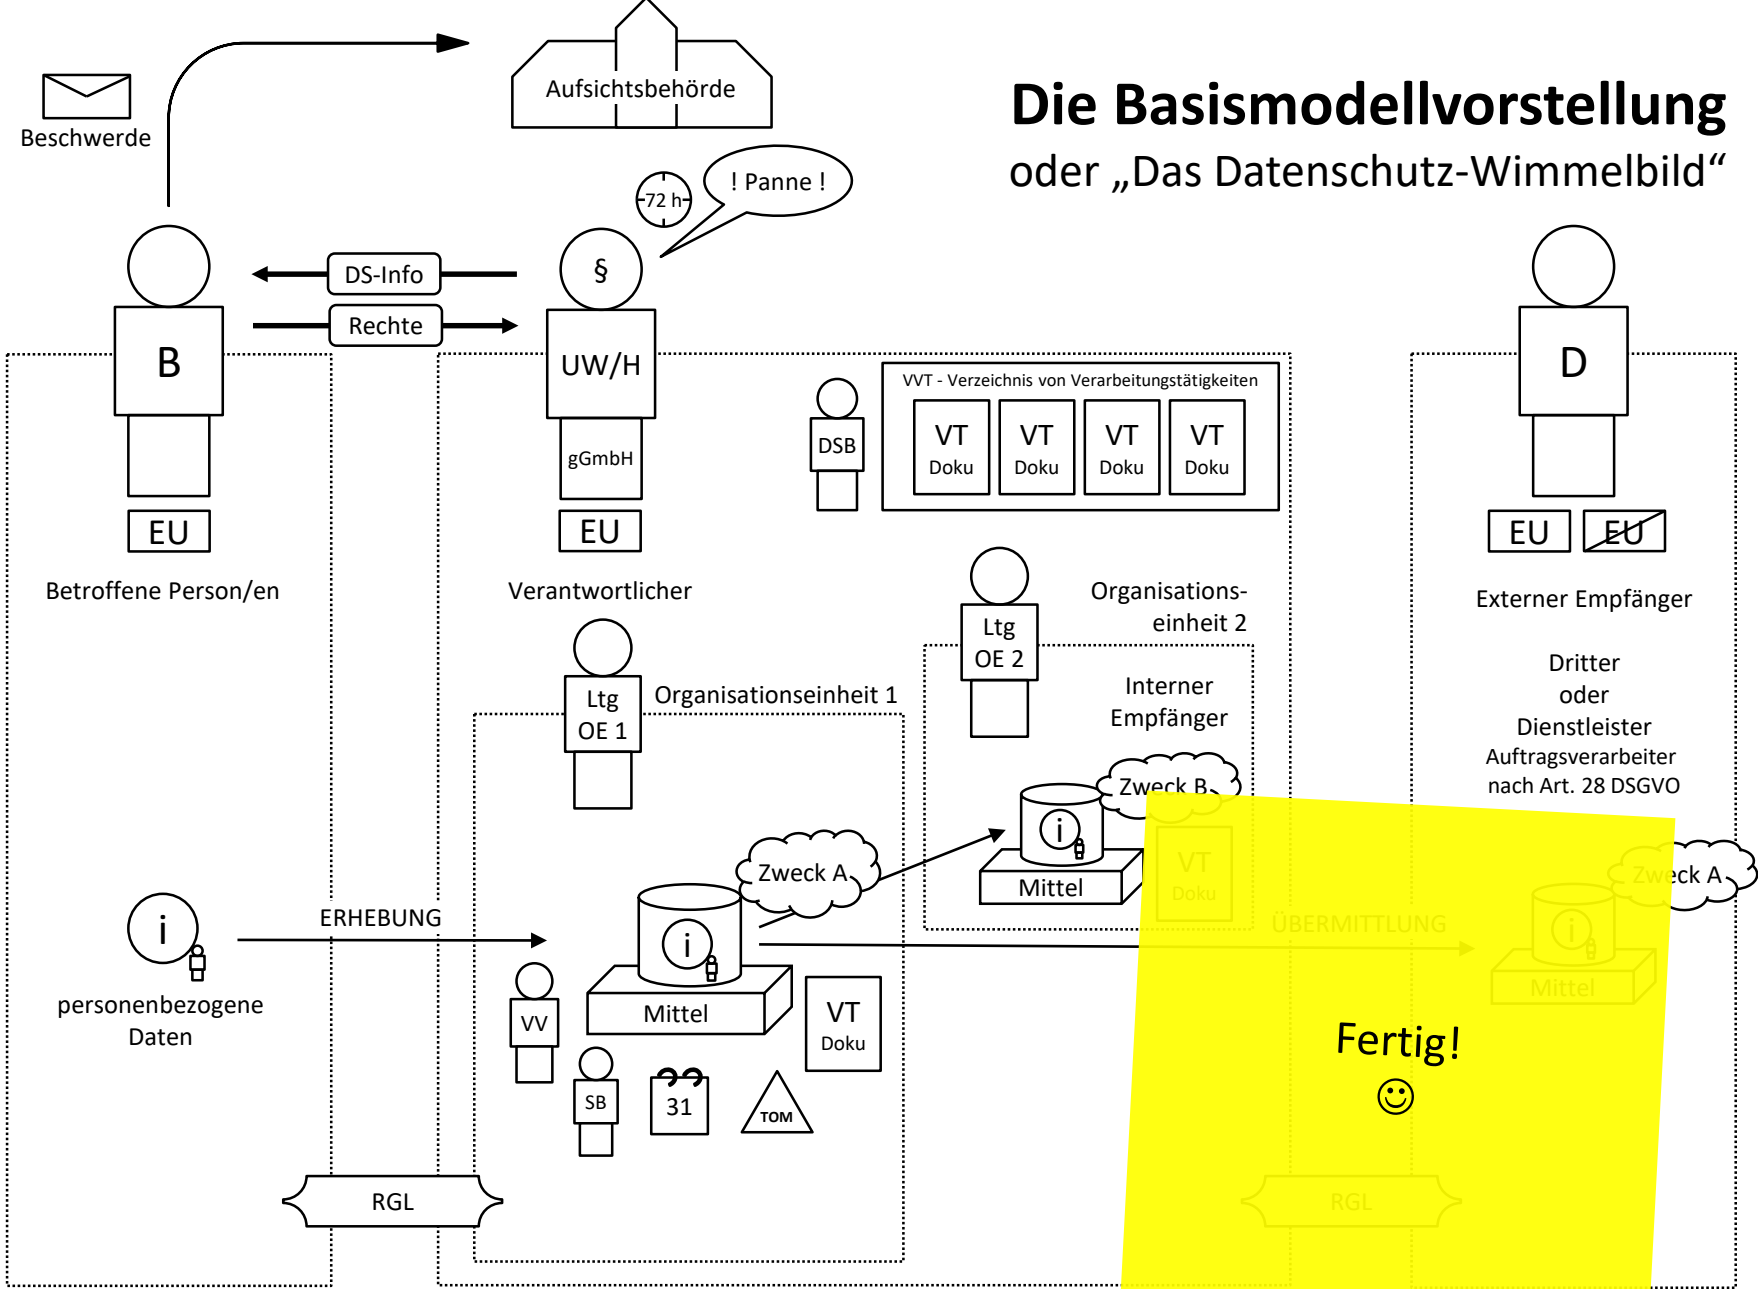 Die Basismodellvorstellung
oder „Das Datenschutz-Wimmelbild“
Aufsichtsbehörde
Beschwerde
72 h
! Panne !
DS-Info
Rechte
§
B
UW/H
gGmbH
EU
EU
Betroffene Person/en
Verantwortlicher
DSB
VVT - Verzeichnis von Verarbeitungstätigkeiten
VT
Doku
VT
Doku
VT
Doku
VT
Doku
D
EU
EU
Externer Empfänger
Dritter
oder
Dienstleister
Auftragsverarbeiter
nach Art. 28 DSGVO
Ltg
OE 2
Organisations-
einheit 2
Interner
Empfänger
Zweck B
i
Mittel
VT
Doku
Ltg
OE 1
Organisationseinheit 1
Zweck A
i
Mittel
VT
Doku
i
personenbezogene
Daten
ERHEBUNG
VV
SB
31
TOM
RGL
ÜBERMITTLUNG
Zweck A
i
Mittel
Fertig!
RGL